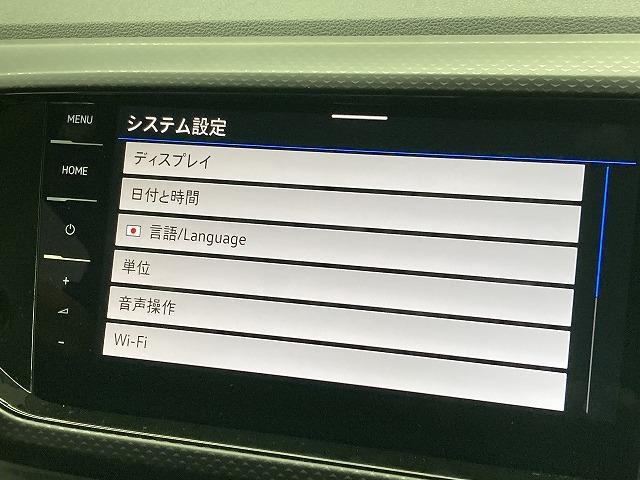 MENU
システム設定
ディスプレイ
HOME
日付と時間
言語/Language
単位
+
音声操作
-
Wi-Fi